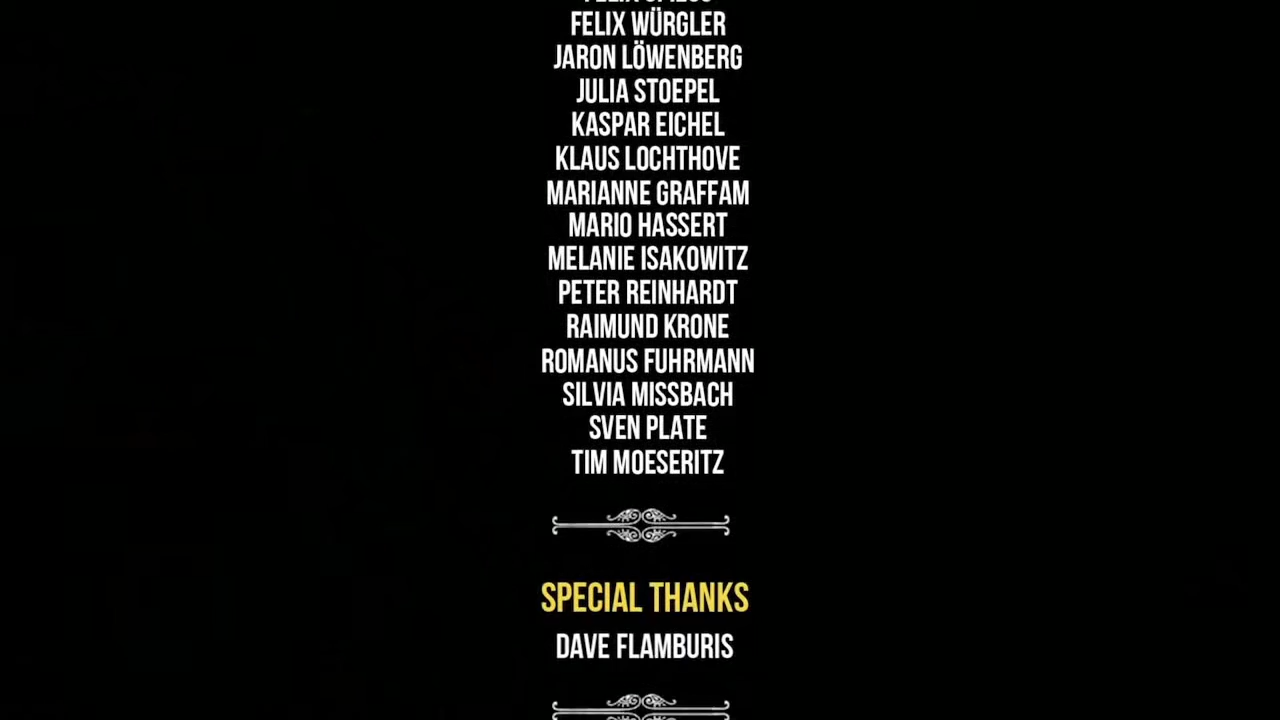 FELIX WÜRGLER
JARON LÖWENBERG
JULIA STOEPEL
KASPAR EICHEL
KLAUS LOCHTHOVE
MARIANNE GRAFFAM
MARIO HASSERT
MELANIE ISAKOWITZ
PETER REINHARDT
RAIMUND KRONE
ROMANUS FUHRMANN
SILVIA MISSBACH
SVEN PLATE
TIM MOESERITZ
SPECIAL THANKS
DAVE FLAMBURIS